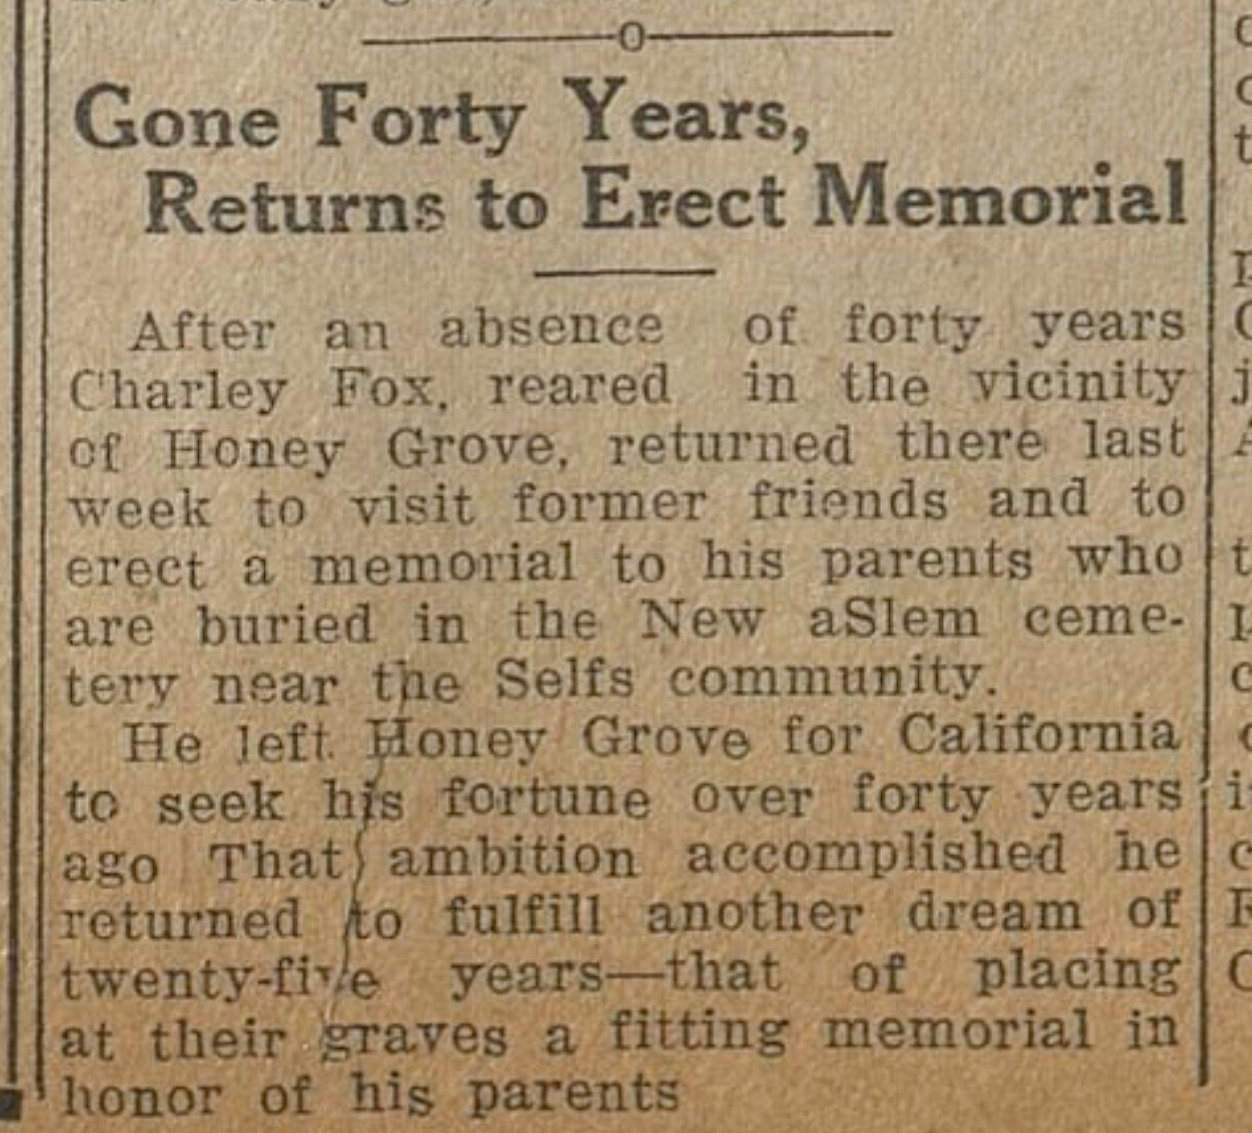 Gone Forty Years,
Returns to Erect Memorial
After an absence of forty years
Charley Fox, reared in the vicinity
of Honey Grove, returned there last
week to visit former friends and to
erect a memorial to his parents who
are buried in the New aSlem ceme-
tery near the Selfs community.
He left Honey Grove for California
to seek his fortune over forty years
ago That ambition accomplished he
returned to fulfill another dream of
twenty-five years—that of placing
at their graves a fitting memorial in
honor of his parents